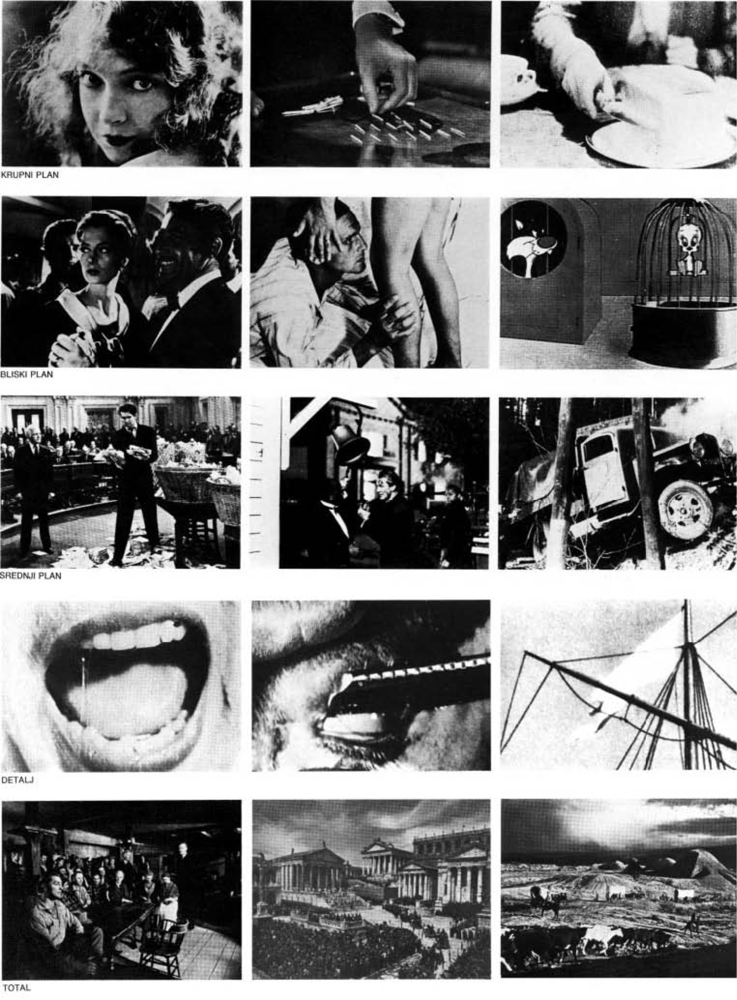 KRUPNI PLAN
BLISKI PLAN
SREDNJI PLAN
DETALJ
TOTAL